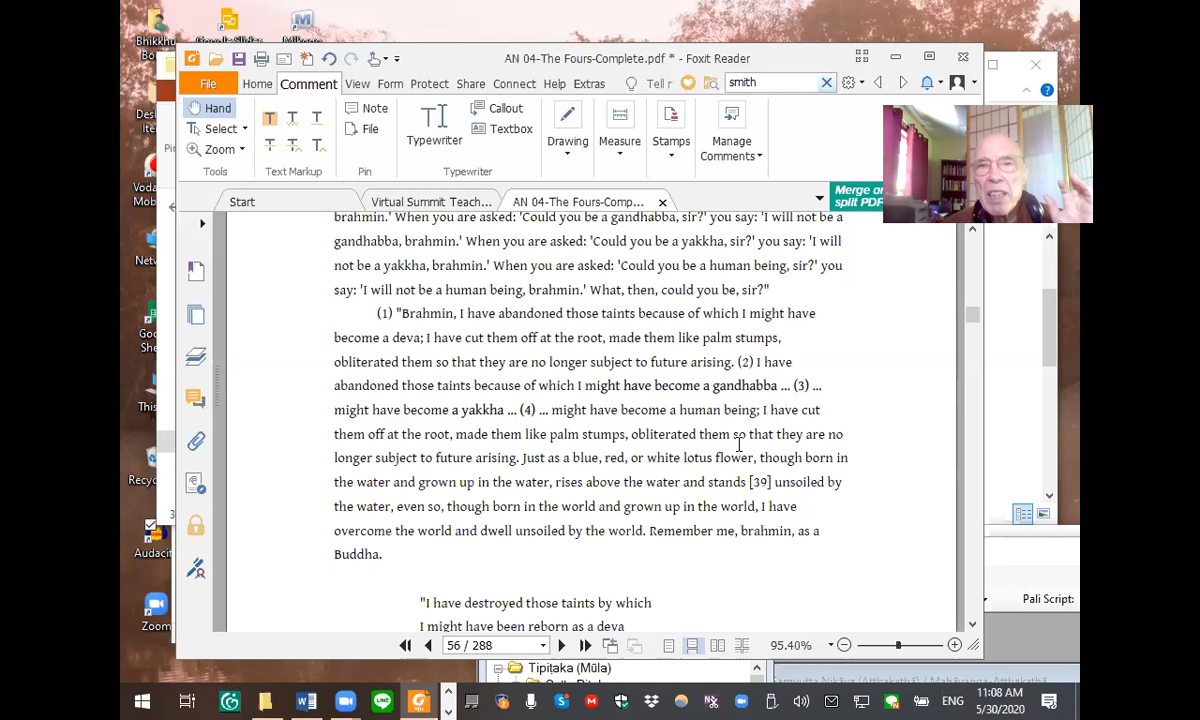 Bhikkhu
AN 04-The Fours-Complete.pdf * - Foxit Reader
File
Home
Comment
View
Form
Protect
Share
Connect
Help
Extras
Tell r
smith
Hand
Select
Zoom
Tools
Text Markup
Note
File
Pin
Typewriter
Callout
Textbox
Typewriter
Drawing
Measure
Stamps
Manage
Comments
Start
Virtual Summit Teach...
AN 04-The Fours-Comp...
Merge an
split PDF
brahmin.' When you are asked: 'Could you be a gandhabba, sir?' you say: 'I will not be a
gandhabba, brahmin.' When you are asked: 'Could you be a yakkha, sir?' you say: 'I will
not be a yakkha, brahmin.' When you are asked: 'Could you be a human being, sir?' you
say: 'I will not be a human being, brahmin.' What, then, could you be, sir?"
(1) "Brahmin, I have abandoned those taints because of which I might have
become a deva; I have cut them off at the root, made them like palm stumps,
obliterated them so that they are no longer subject to future arising. (2) I have
abandoned those taints because of which I might have become a gandhabba ... (3) ...
might have become a yakkha ... (4) ... might have become a human being; I have cut
them off at the root, made them like palm stumps, obliterated them so that they are no
longer subject to future arising. Just as a blue, red, or white lotus flower, though born in
the water and grown up in the water, rises above the water and stands [39] unsoiled by
the water, even so, though born in the world and grown up in the world, I have
overcome the world and dwell unsoiled by the world. Remember me, brahmin, as a
Buddha.
"I have destroyed those taints by which
I might have been reborn as a deva
56 / 288
95.40%
Pali Script:
Zoom
Tipiṭaka (Mūla)
ENG
11:08 AM
5/30/2020